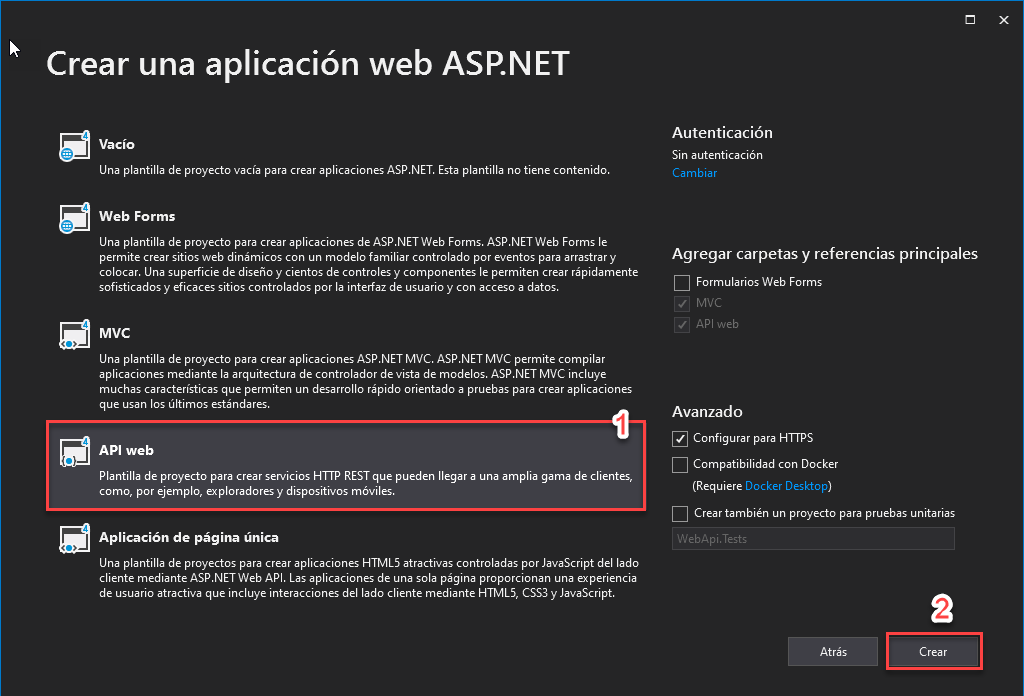 Crear una aplicación web ASP.NET
4
Vacío
Una plantilla de proyecto vacía para crear aplicaciones ASP.NET. Esta plantilla no tiene contenido.
4
Web Forms
Una plantilla de proyecto para crear aplicaciones de ASP.NET Web Forms. ASP.NET Web Forms le
permite crear sitios web dinámicos con un modelo familiar controlado por eventos para arrastrar y
colocar. Una superficie de diseño y cientos de controles y componentes le permiten crear rápidamente
sofisticados y eficaces sitios controlados por la interfaz de usuario y con acceso a datos.
4
MVC
Una plantilla de proyecto para crear aplicaciones ASP.NET MVC. ASP.NET MVC permite compilar
aplicaciones mediante la arquitectura de controlador de vista de modelos. ASP.NET MVC incluye
muchas características que permiten un desarrollo rápido orientado a pruebas para crear aplicaciones
que usan los últimos estándares.
1
4
API web
Plantilla de proyecto para crear servicios HTTP REST que pueden llegar a una amplia gama de clientes,
como, por ejemplo, exploradores y dispositivos móviles.
4
Aplicación de página única
Una plantilla de proyectos para crear aplicaciones HTML5 atractivas controladas por JavaScript del lado
cliente mediante ASP.NET Web API. Las aplicaciones de una sola página proporcionan una experiencia
de usuario atractiva que incluye interacciones del lado cliente mediante HTML5, CSS3 y JavaScript.
Autenticación
Sin autenticación
Cambiar
Agregar carpetas y referencias principales
Formularios Web Forms
MVC
API web
Avanzado
Configurar para HTTPS
Compatibilidad con Docker
(Requiere Docker Desktop)
Crear también un proyecto para pruebas unitarias
WebApi.Tests
2
Atrás
Crear